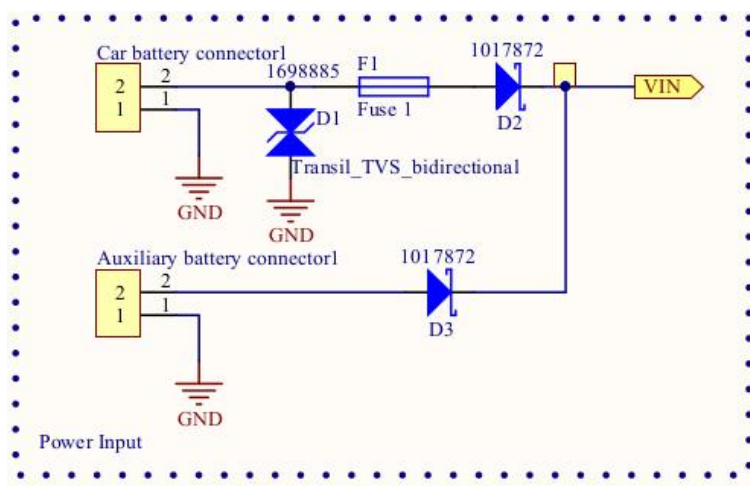 Car battery connector1
1017872
F1
1698885
2
2
VIN
1
1
Fuse 1
D1
D2
Transil_TVS_bidirectional
GND
GND
Auxiliary battery connector1
1017872
2
2
1
1
D3
GND
Power Input